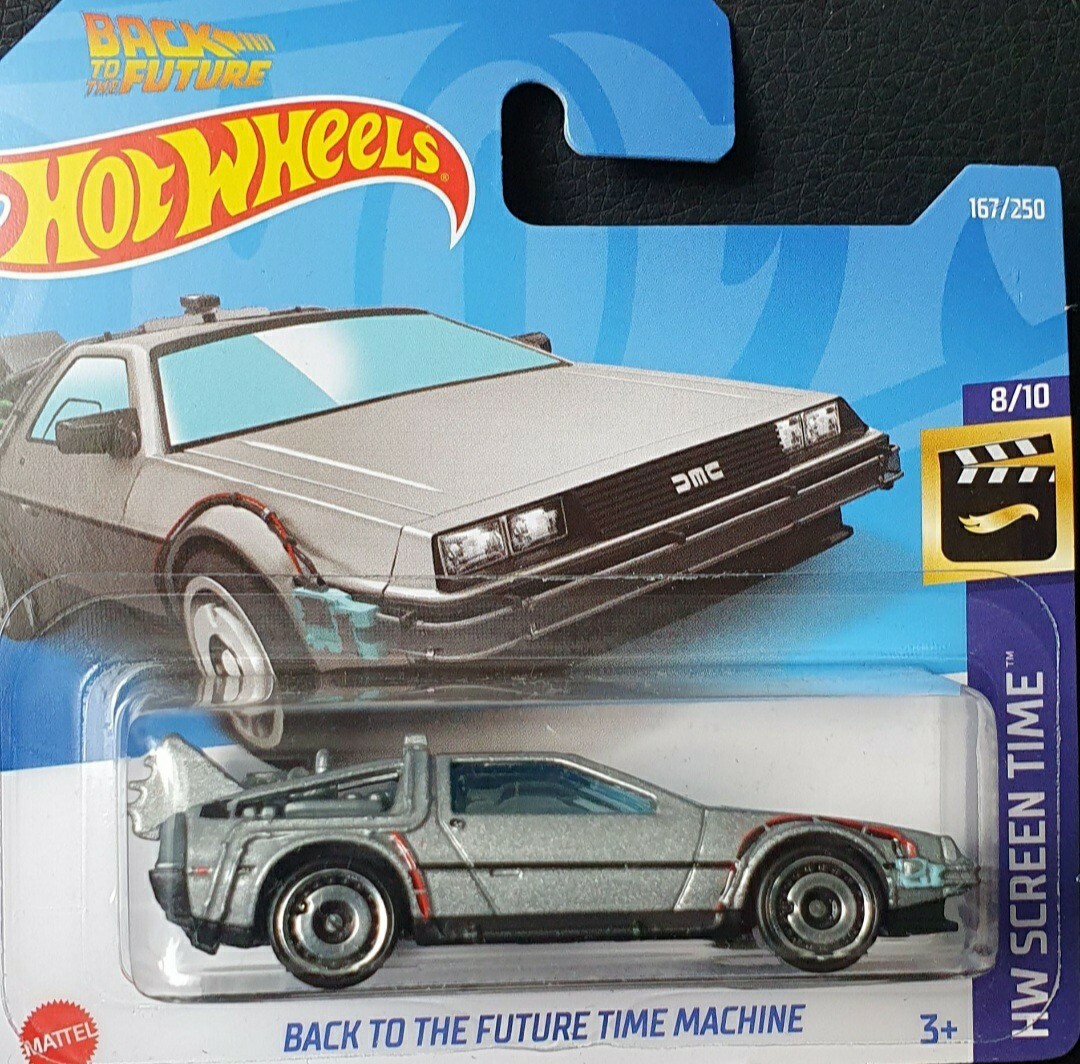 BACK
TO
THE FUTURE
HOT WHEELS®
167/250
8/10
DMC
HW SCREEN TIME™
MATTEL
BACK TO THE FUTURE TIME MACHINE
3+